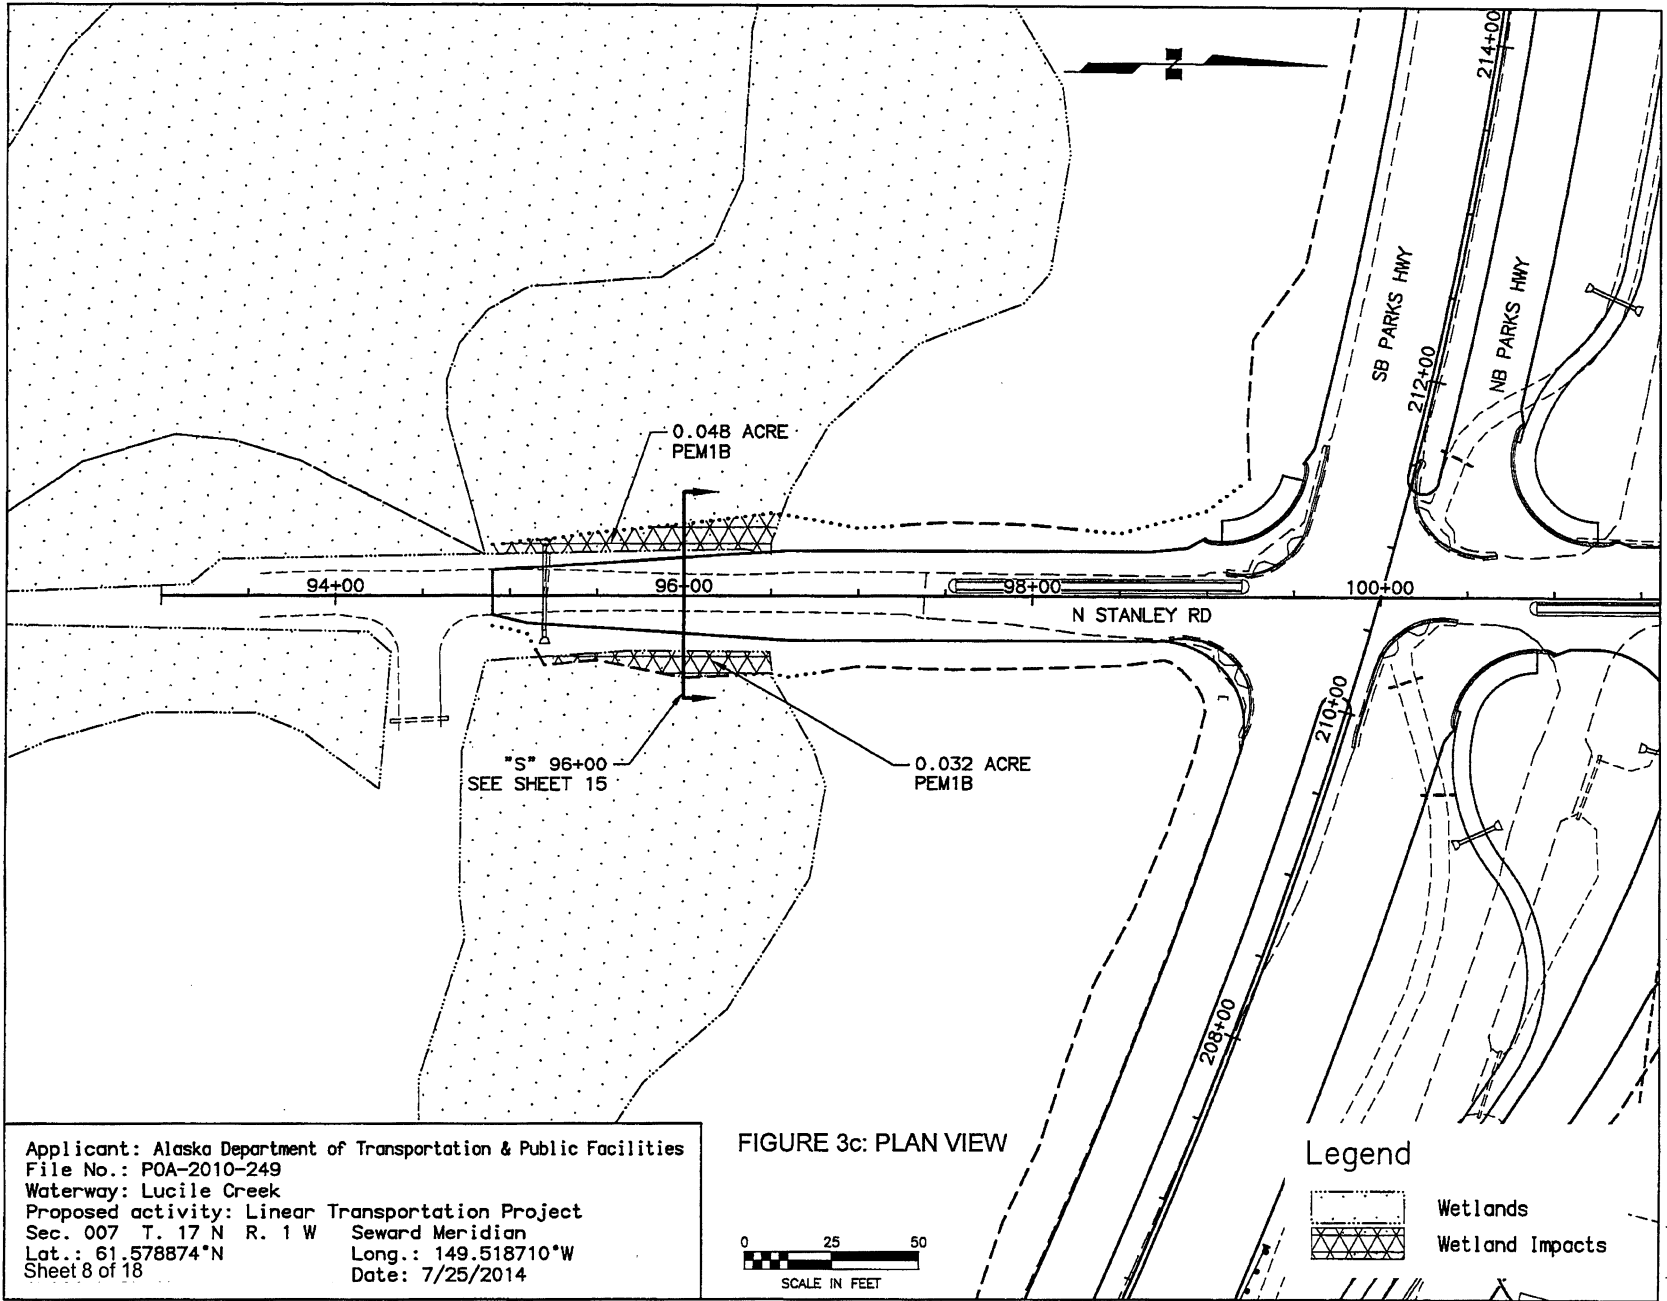 214+00
SB PARKS HWY
NB PARKS HWY
212+00
0.048 ACRE
PEM1B
94+00
96+00
98+00
100+00
N STANLEY RD
210+00
"S" 96+00
SEE SHEET 15
0.032 ACRE
PEM1B
208+00
Applicant: Alaska Department of Transportation & Public Facilities
File No.: POA-2010-249
Waterway: Lucile Creek
Proposed activity: Linear Transportation Project
Sec. 007 T. 17 N R. 1 W Seward Meridian
Lat.: 61.578874°N Long.: 149.518710°W
Sheet 8 of 18 Date: 7/25/2014
FIGURE 3c: PLAN VIEW
0 25 50
SCALE IN FEET
Legend
Wetlands
Wetland Impacts